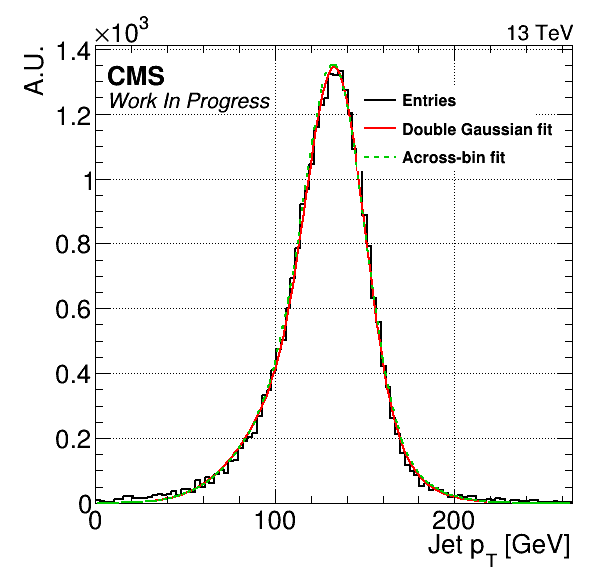 ×10³
13 TeV
A.U.
1.4
CMS
Work In Progress
Entries
Double Gaussian fit
Across-bin fit
1.2
1
0.8
0.6
0.4
0.2
0
0 100 200
Jet p_T [GeV]